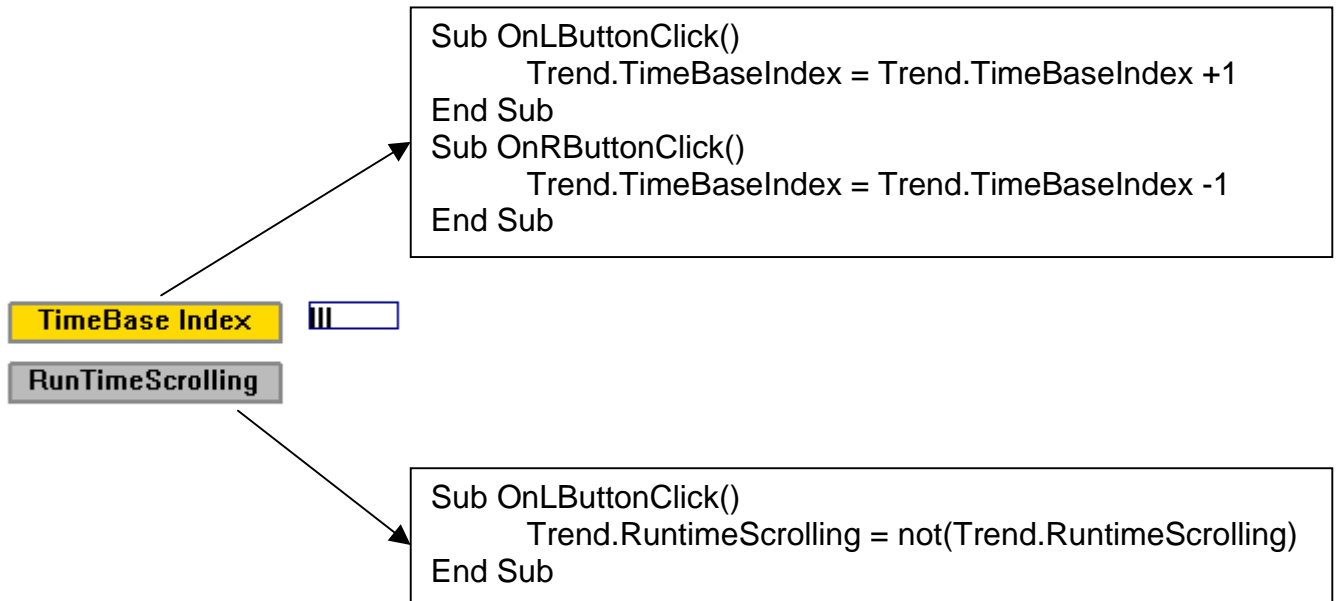 Sub OnLButtonClick()
Trend.TimeBaseIndex = Trend.TimeBaseIndex +1
End Sub
Sub OnRButtonClick()
Trend.TimeBaseIndex = Trend.TimeBaseIndex -1
End Sub
TimeBase Index
RunTimeScrolling
Sub OnLButtonClick()
Trend.RuntimeScrolling = not(Trend.RuntimeScrolling)
End Sub